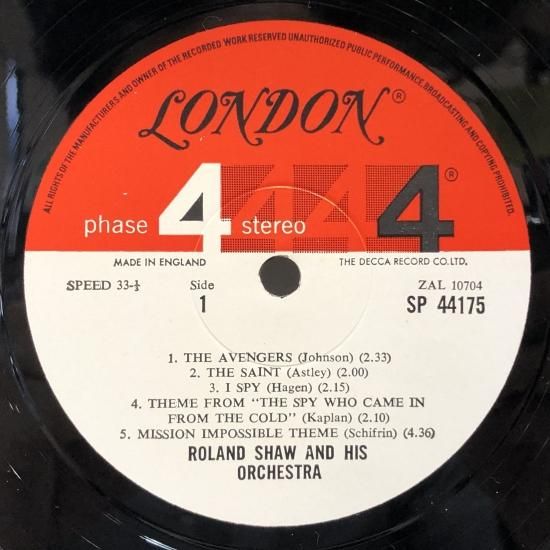 ALL RIGHTS OF THE MANUFACTURERS AND OWNER OF THE RECORDED WORK RESERVED UNAUTHORIZED PUBLIC PERFORMANCE, BROADCASTING AND COPYING PROHIBITED.
LONDON®
phase 4 stereo 4 4 4 ®
MADE IN ENGLAND THE DECCA RECORD CO. LTD.
SPEED 33-⅓ Side ZAL 10704
1 SP 44175
1. THE AVENGERS (Johnson) (2.33)
2. THE SAINT (Astley) (2.00)
3. I SPY (Hagen) (2.15)
4. THEME FROM "THE SPY WHO CAME IN
FROM THE COLD" (Kaplan) (2.10)
5. MISSION IMPOSSIBLE THEME (Schifrin) (4.36)
ROLAND SHAW AND HIS
ORCHESTRA